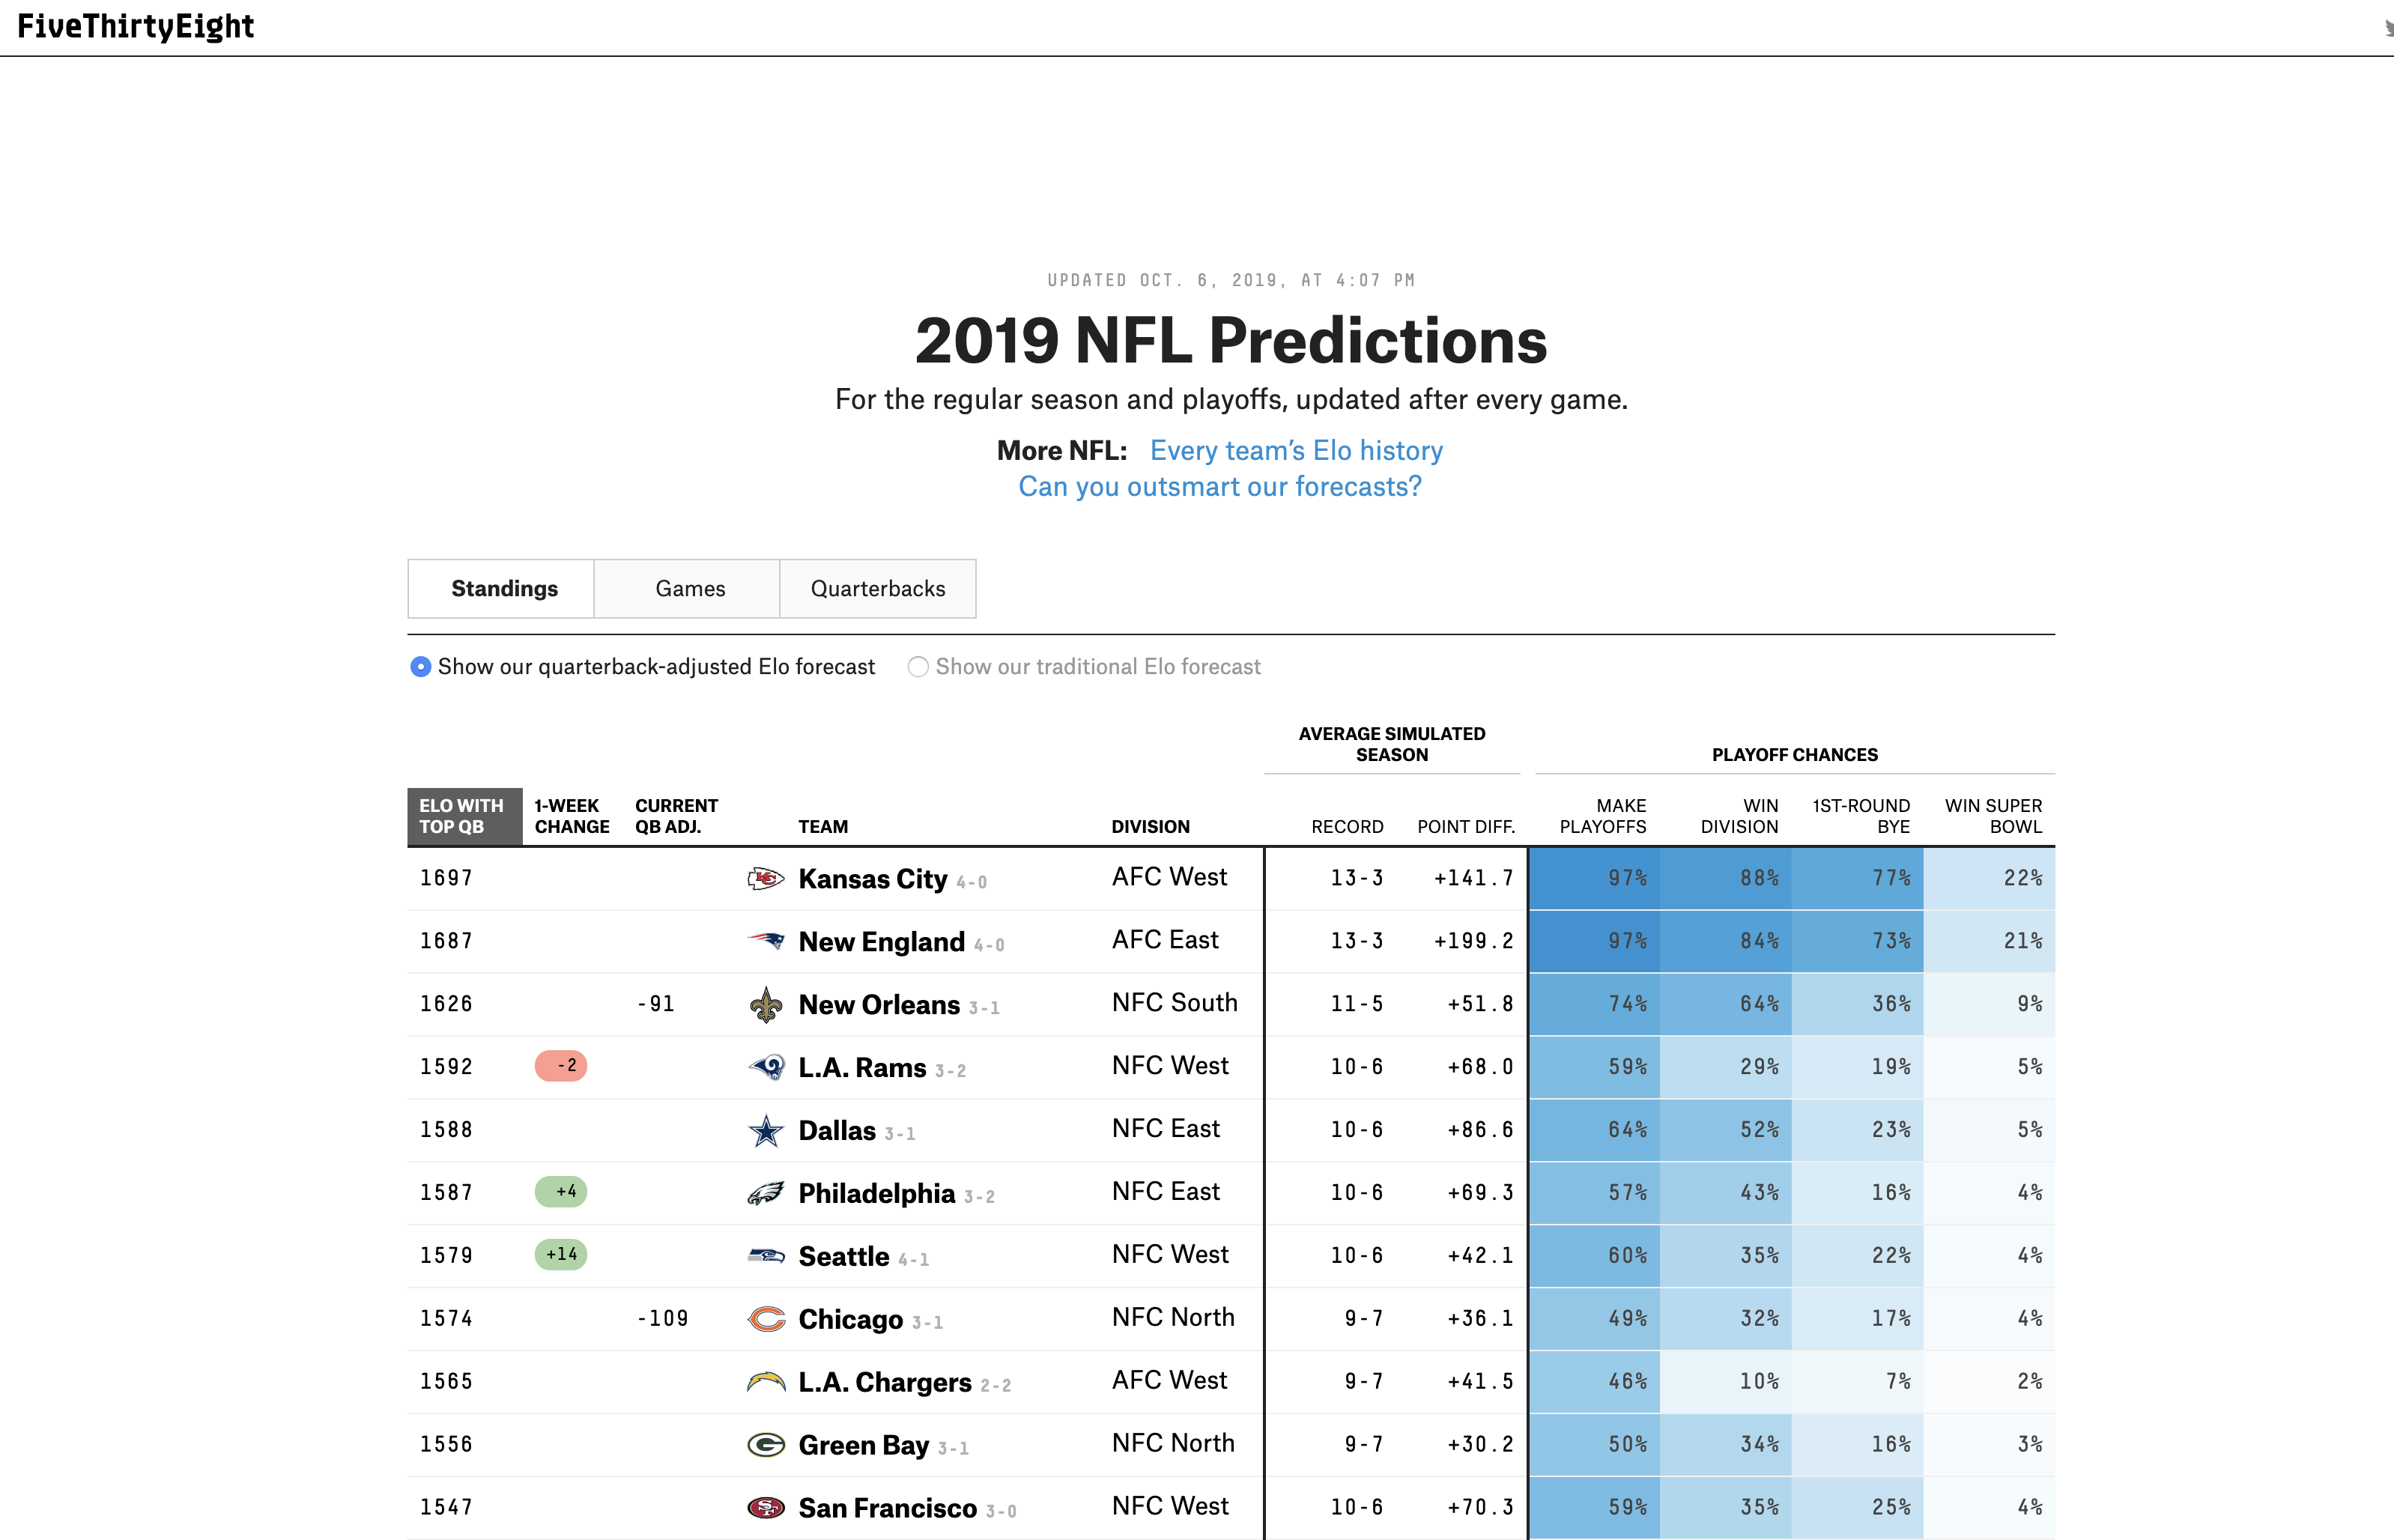 FiveThirtyEight
UPDATED OCT. 6, 2019, AT 4:07 PM
2019 NFL Predictions
For the regular season and playoffs, updated after every game.
More NFL: Every team’s Elo history
Can you outsmart our forecasts?
Standings Games Quarterbacks
Show our quarterback-adjusted Elo forecast Show our traditional Elo forecast
AVERAGE SIMULATED
SEASON PLAYOFF CHANCES
ELO WITH 1-WEEK CURRENT MAKE WIN 1ST-ROUND WIN SUPER
TOP QB CHANGE QB ADJ. TEAM DIVISION RECORD POINT DIFF. PLAYOFFS DIVISION BYE BOWL
1697 Kansas City 4-0 AFC West 13-3 +141.7 97% 88% 77% 22%
1687 New England 4-0 AFC East 13-3 +199.2 97% 84% 73% 21%
1626 -91 New Orleans 3-1 NFC South 11-5 +51.8 74% 64% 36% 9%
1592 -2 L.A. Rams 3-2 NFC West 10-6 +68.0 59% 29% 19% 5%
1588 Dallas 3-1 NFC East 10-6 +86.6 64% 52% 23% 5%
1587 +4 Philadelphia 3-2 NFC East 10-6 +69.3 57% 43% 16% 4%
1579 +14 Seattle 4-1 NFC West 10-6 +42.1 60% 35% 22% 4%
1574 -109 Chicago 3-1 NFC North 9-7 +36.1 49% 32% 17% 4%
1565 L.A. Chargers 2-2 AFC West 9-7 +41.5 46% 10% 7% 2%
1556 Green Bay 3-1 NFC North 9-7 +30.2 50% 34% 16% 3%
1547 San Francisco 3-0 NFC West 10-6 +70.3 59% 35% 25% 4%